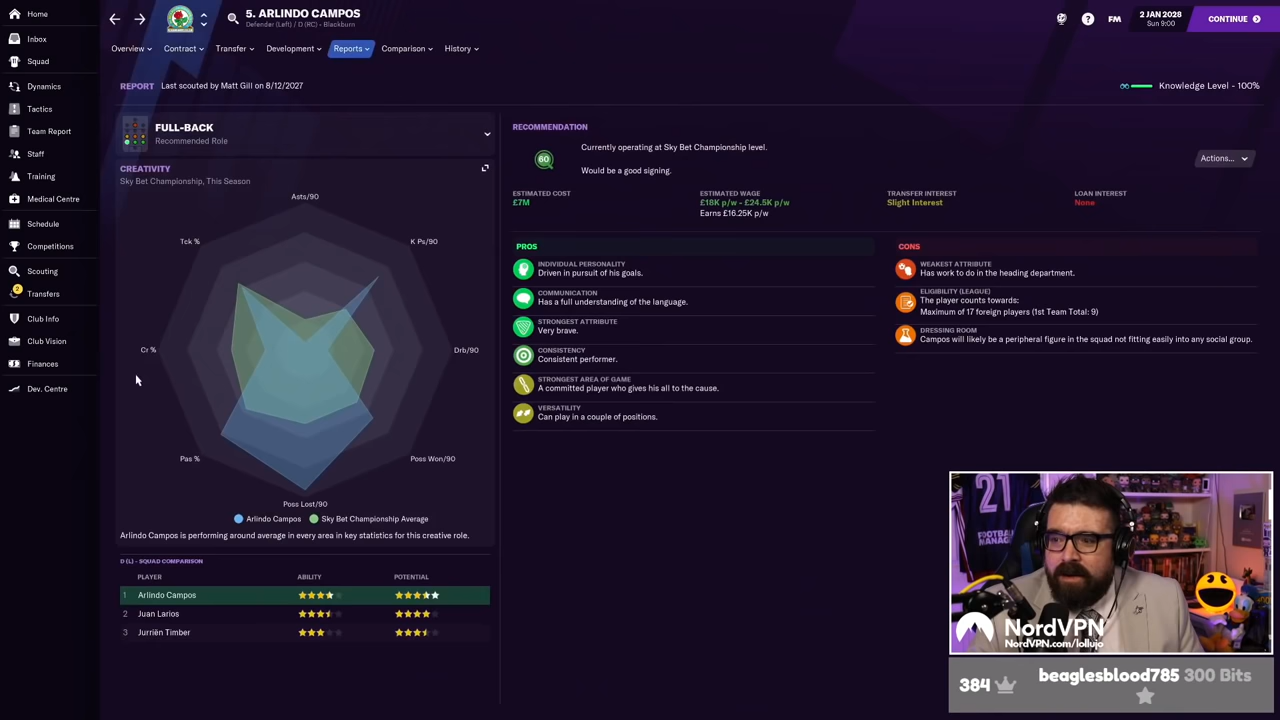 Home
Inbox
Squad
Dynamics
Tactics
Team Report
Staff
Training
Medical Centre
Schedule
Competitions
Scouting
2
Transfers
Club Info
Club Vision
Finances
Dev. Centre
5. ARLINDO CAMPOS
Defender (Left) / D (RC) - Blackburn
FM
2 JAN 2028
Sun 9:00
CONTINUE
Overview
Contract
Transfer
Development
Reports
Comparison
History
REPORT Last scouted by Matt Gill on 8/12/2027
Knowledge Level - 100%
FULL-BACK
Recommended Role
CREATIVITY
Sky Bet Championship, This Season
Asts/90
Tck %
K Ps/90
Cr %
Drb/90
Pas %
Poss Won/90
Poss Lost/90
Arlindo Campos
Sky Bet Championship Average
Arlindo Campos is performing around average in every area in key statistics for this creative role.
D (L) - SQUAD COMPARISON
PLAYER ABILITY POTENTIAL
1 Arlindo Campos
2 Juan Larios
3 Jurriën Timber
RECOMMENDATION
60
Currently operating at Sky Bet Championship level.
Would be a good signing.
Actions...
ESTIMATED COST
£7M
ESTIMATED WAGE
£18K p/w - £24.5K p/w
Earns £16.25K p/w
TRANSFER INTEREST
Slight Interest
LOAN INTEREST
None
PROS
INDIVIDUAL PERSONALITY
Driven in pursuit of his goals.
COMMUNICATION
Has a full understanding of the language.
STRONGEST ATTRIBUTE
Very brave.
CONSISTENCY
Consistent performer.
STRONGEST AREA OF GAME
A committed player who gives his all to the cause.
VERSATILITY
Can play in a couple of positions.
CONS
WEAKEST ATTRIBUTE
Has work to do in the heading department.
ELIGIBILITY (LEAGUE)
The player counts towards:
Maximum of 17 foreign players (1st Team Total: 9)
DRESSING ROOM
Campos will likely be a peripheral figure in the squad not fitting easily into any social group.
21
FOOTBALL
NordVPN
NordVPN.com/lollujo
384
beaglesblood785 300 Bits